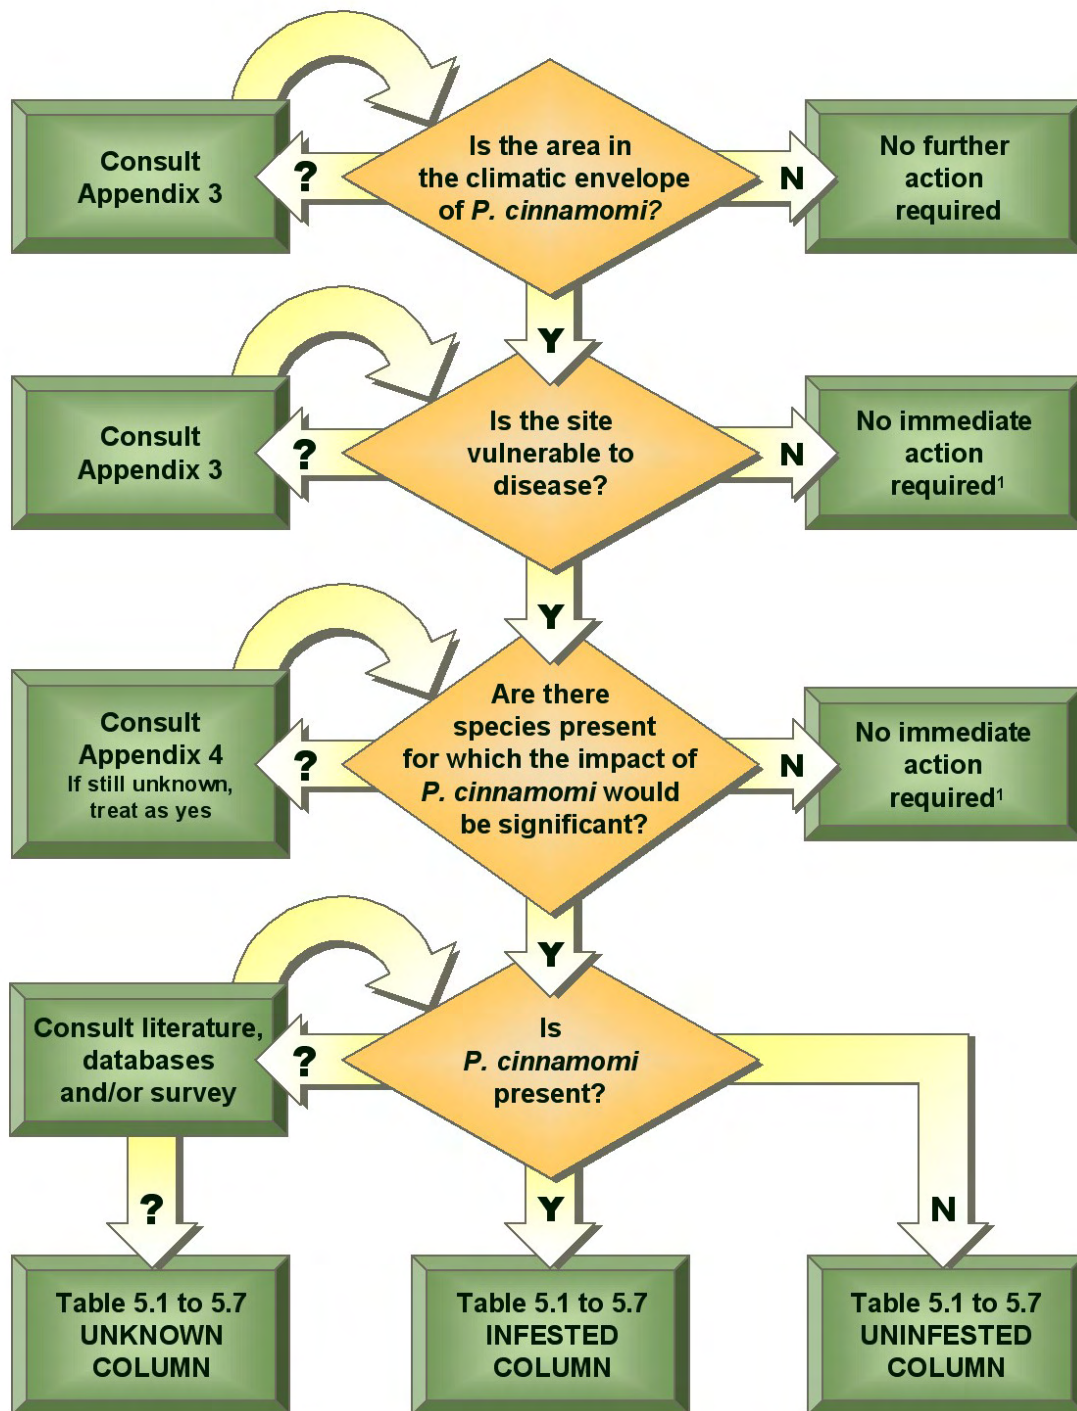 Consult
Appendix 3
?
Is the area in
the climatic envelope
of P. cinnamomi?
N
No further
action
required
Y
Consult
Appendix 3
?
Is the site
vulnerable to
disease?
N
No immediate
action
required¹
Y
Consult
Appendix 4
If still unknown,
treat as yes
?
Are there
species present
for which the impact of
P. cinnamomi would
be significant?
N
No immediate
action
required¹
Y
Consult literature,
databases
and/or survey
?
Is
P. cinnamomi
present?
?
Y
N
Table 5.1 to 5.7
UNKNOWN
COLUMN
Table 5.1 to 5.7
INFESTED
COLUMN
Table 5.1 to 5.7
UNINFESTED
COLUMN